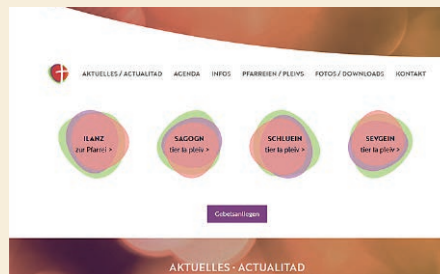 AKTUELLES / ACTUALITAD AGENDA INFOS PFARREIEN / PLEIVS FOTOS / DOWNLOADS KONTAKT
ILANZ SAGOGN SCHLUEIN SEVGEIN
zur Pfarrei > tier la pleiv > tier la pleiv > tier la pleiv >
Gebetsanliegen
AKTUELLES - ACTUALITAD